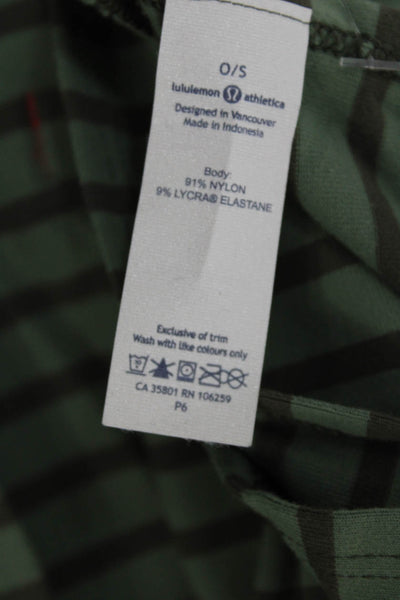 O/S
lululemon athletica
Designed in Vancouver
Made in Indonesia
Body:
91% NYLON
9% LYCRA® ELASTANE
Exclusive of trim
Wash with like colours only
CA 35801 RN 106259
P6